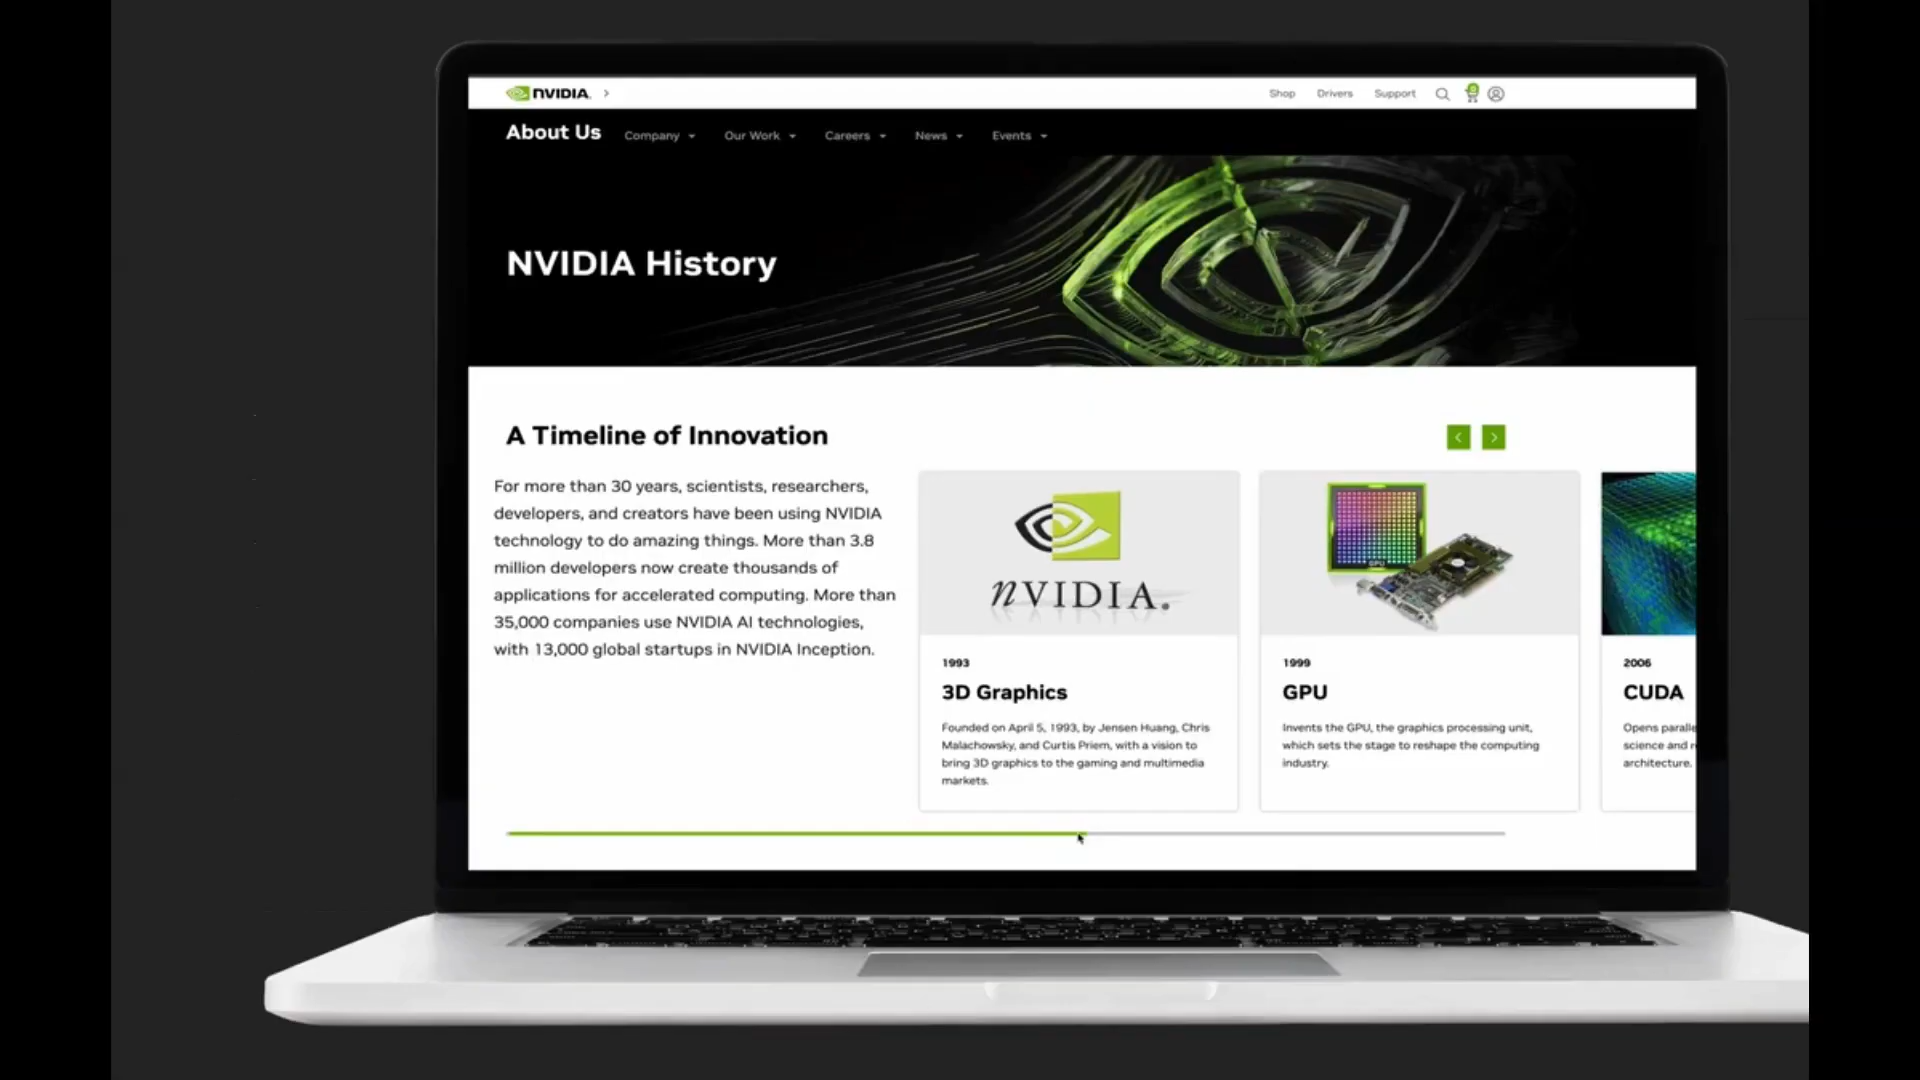 NVIDIA.
Shop Drivers Support
0
About Us Company Our Work Careers News Events
NVIDIA History
A Timeline of Innovation
For more than 30 years, scientists, researchers,
developers, and creators have been using NVIDIA
technology to do amazing things. More than 3.8
million developers now create thousands of
applications for accelerated computing. More than
35,000 companies use NVIDIA AI technologies,
with 13,000 global startups in NVIDIA Inception.
nVIDIA.
1993
3D Graphics
Founded on April 5, 1993, by Jensen Huang, Chris
Malachowsky, and Curtis Priem, with a vision to
bring 3D graphics to the gaming and multimedia
markets.
GPU
1999
GPU
Invents the GPU, the graphics processing unit,
which sets the stage to reshape the computing
industry.
2006
CUDA
Opens
science and
architecture.